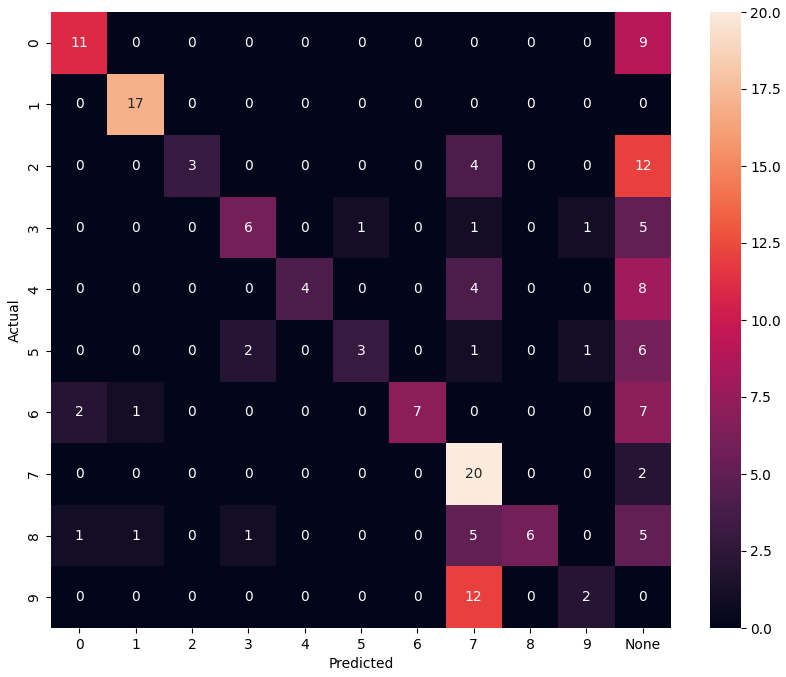 0 11 0 0 0 0 0 0 0 0 0 9
1 0 17 0 0 0 0 0 0 0 0 0
2 0 0 3 0 0 0 0 4 0 0 12
3 0 0 0 6 0 1 0 1 0 1 5
4 0 0 0 0 4 0 0 4 0 0 8
5 0 0 0 2 0 3 0 1 0 1 6
6 2 1 0 0 0 0 7 0 0 0 7
7 0 0 0 0 0 0 0 20 0 0 2
8 1 1 0 1 0 0 0 5 6 0 5
9 0 0 0 0 0 0 0 12 0 2 0
0 1 2 3 4 5 6 7 8 9 None
Predicted
Actual
20.0
17.5
15.0
12.5
10.0
7.5
5.0
2.5
0.0